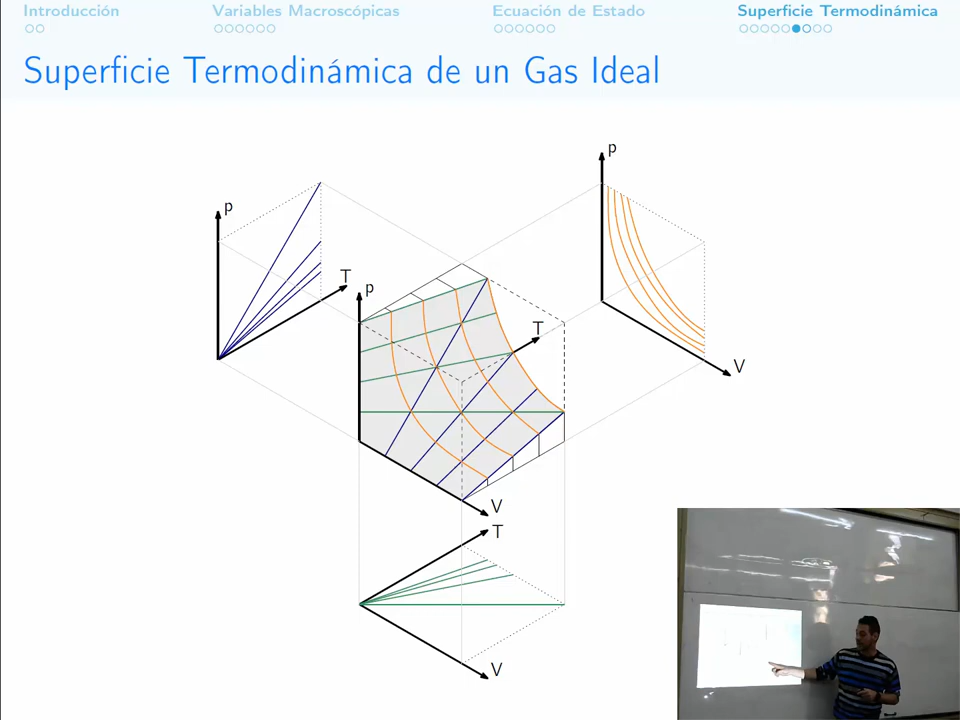 Introducción
Variables Macroscópicas
Ecuación de Estado
Superficie Termodinámica
Superficie Termodinámica de un Gas Ideal
p
T
p
V
p
T
V
T
V